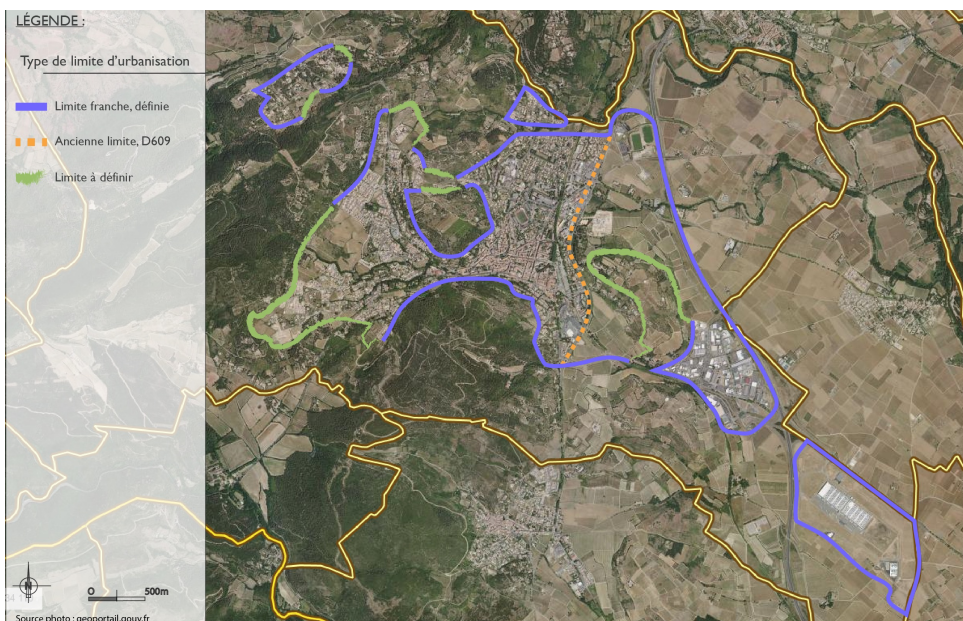 LÉGENDE :
Type de limite d'urbanisation
Limite franche, définie
Ancienne limite, D609
Limite à définir
N
0 500m
Source photo : geoportail.gouv.fr